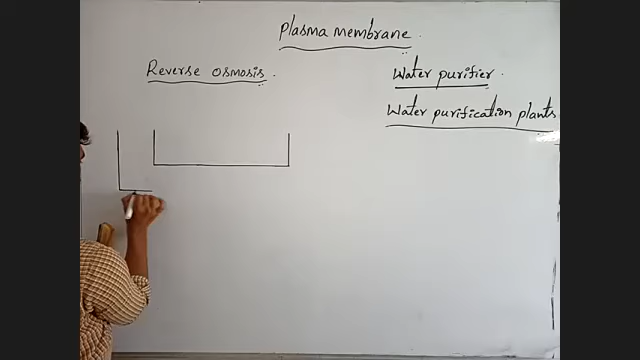 Plasma membrane.
Reverse osmosis.
Water purifier.
Water purification plants.